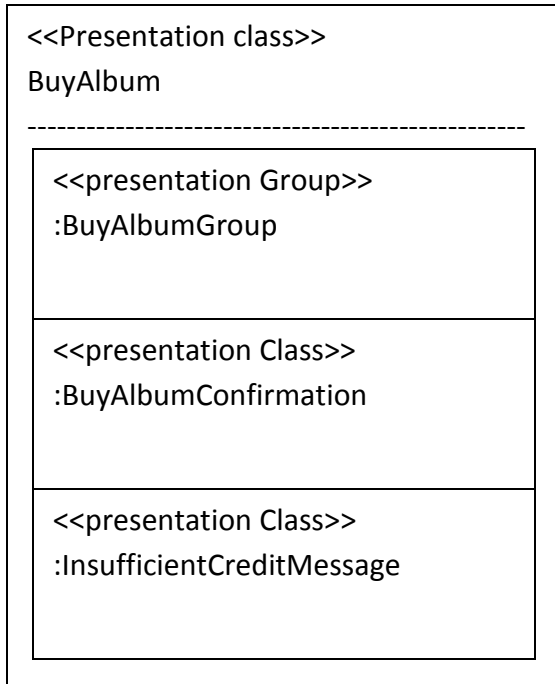 <<Presentation class>>
BuyAlbum
---------------------------------------------------
<<presentation Group>>
:BuyAlbumGroup
<<presentation Class>>
:BuyAlbumConfirmation
<<presentation Class>>
:InsufficientCreditMessage